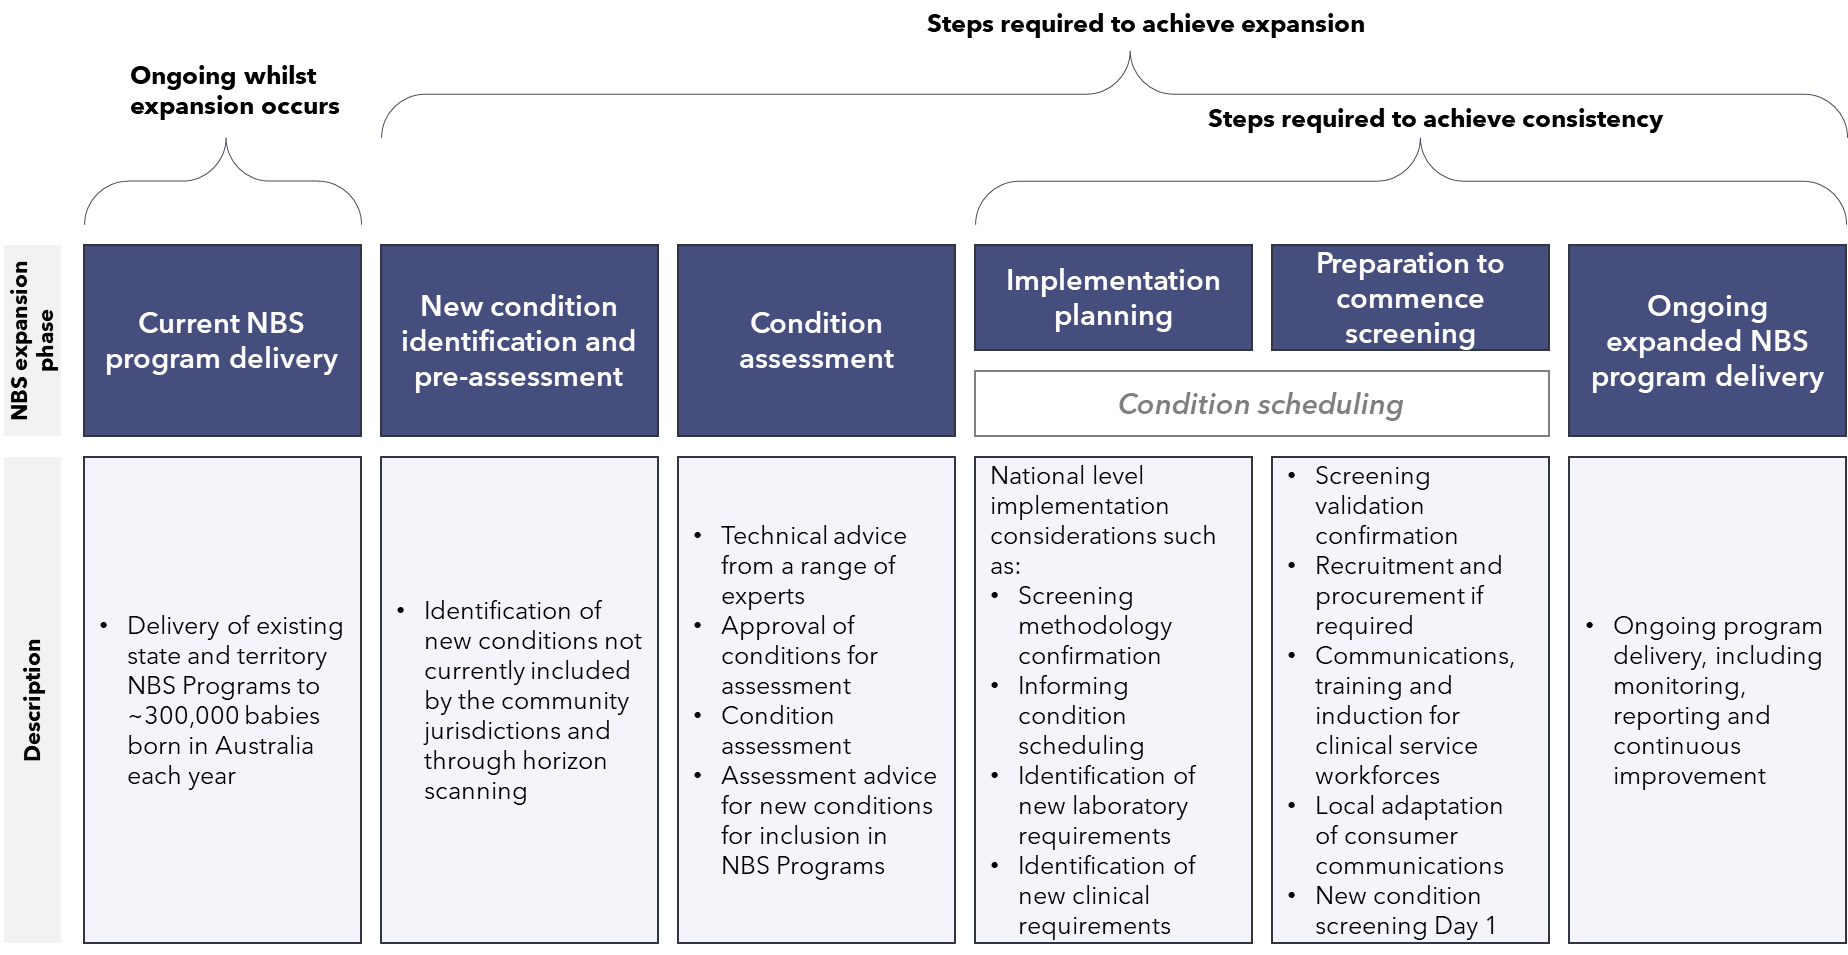 Steps required to achieve expansion
Ongoing whilst
expansion occurs
Steps required to achieve consistency
NBS expansion
phase
Current NBS
program delivery
New condition
identification and
pre-assessment
Condition
assessment
Implementation
planning
Preparation to
commence
screening
Condition scheduling
Ongoing
expanded NBS
program delivery
Description
• Delivery of existing
state and territory
NBS Programs to
~300,000 babies
born in Australia
each year
• Identification of
new conditions not
currently included
by the community
jurisdictions and
through horizon
scanning
• Technical advice
from a range of
experts
• Approval of
conditions for
assessment
• Condition
assessment
• Assessment advice
for new conditions
for inclusion in
NBS Programs
National level
implementation
considerations such
as:
• Screening
methodology
confirmation
• Informing
condition
scheduling
• Identification of
new laboratory
requirements
• Identification of
new clinical
requirements
• Screening
validation
confirmation
• Recruitment and
procurement if
required
• Communications,
training and
induction for
clinical service
workforces
• Local adaptation
of consumer
communications
• New condition
screening Day 1
• Ongoing program
delivery, including
monitoring,
reporting and
continuous
improvement